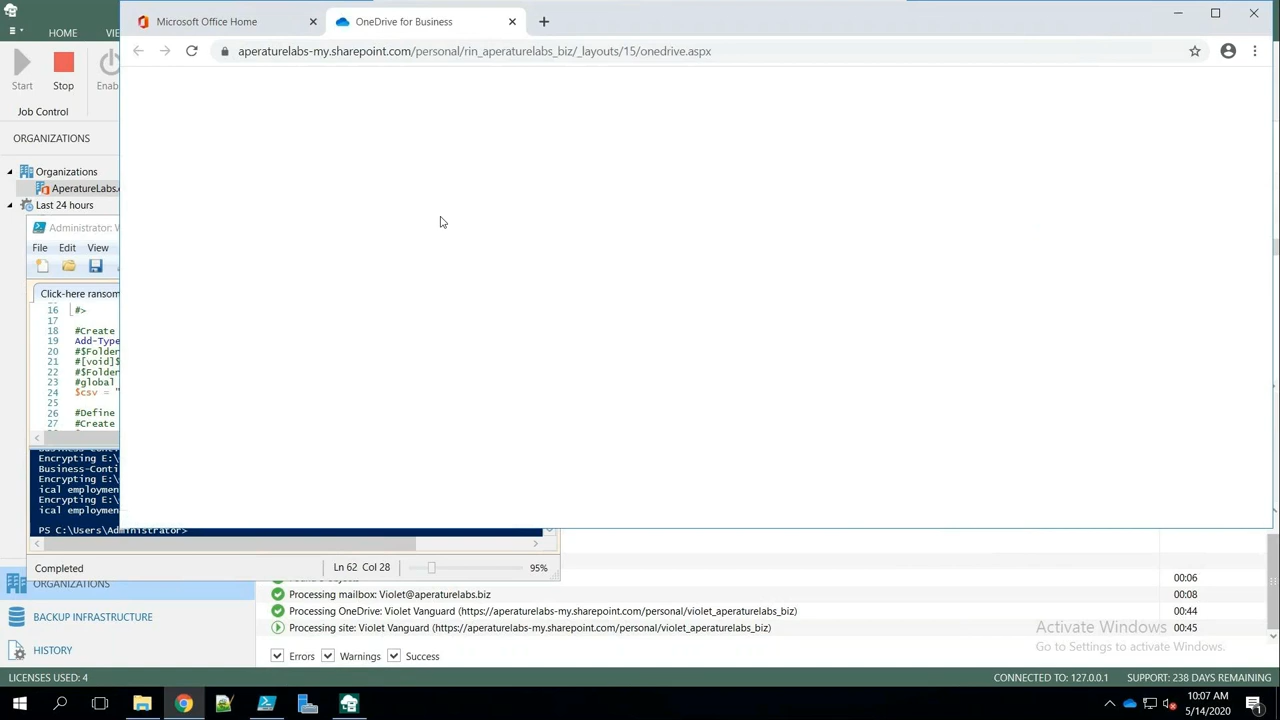 Microsoft Office Home
OneDrive for Business
aperaturelabs-my.sharepoint.com/personal/rin_aperaturelabs_biz/_layouts/15/onedrive.aspx
HOME
Start
Stop
Job Control
ORGANIZATIONS
Organizations
AperatureLabs.
Last 24 hours
Administrator: W
File Edit View
Click-here ransom
16 #>
17
18 #Create
19 Add-Type
20 #$Folder
21 #[void]$
22 #$Folder
23 #global
24 $csv = "
25
26 #Define
27 #Create
Encrypting E:\
Business-Conti
Encrypting E:\
ical employmen
Encrypting E:\
ical employmen
PS C:\Users\Administrator>
Completed
Ln 62 Col 28
95%
ORGANIZATIONS
BACKUP INFRASTRUCTURE
HISTORY
00:06
Processing mailbox: Violet@aperaturelabs.biz 00:08
Processing OneDrive: Violet Vanguard (https://aperaturelabs-my.sharepoint.com/personal/violet_aperaturelabs_biz) 00:44
Processing site: Violet Vanguard (https://aperaturelabs-my.sharepoint.com/personal/violet_aperaturelabs_biz) 00:45
Activate Windows
Go to Settings to activate Windows.
Errors Warnings Success
LICENSES USED: 4
CONNECTED TO: 127.0.0.1
SUPPORT: 238 DAYS REMAINING
10:07 AM
5/14/2020
1